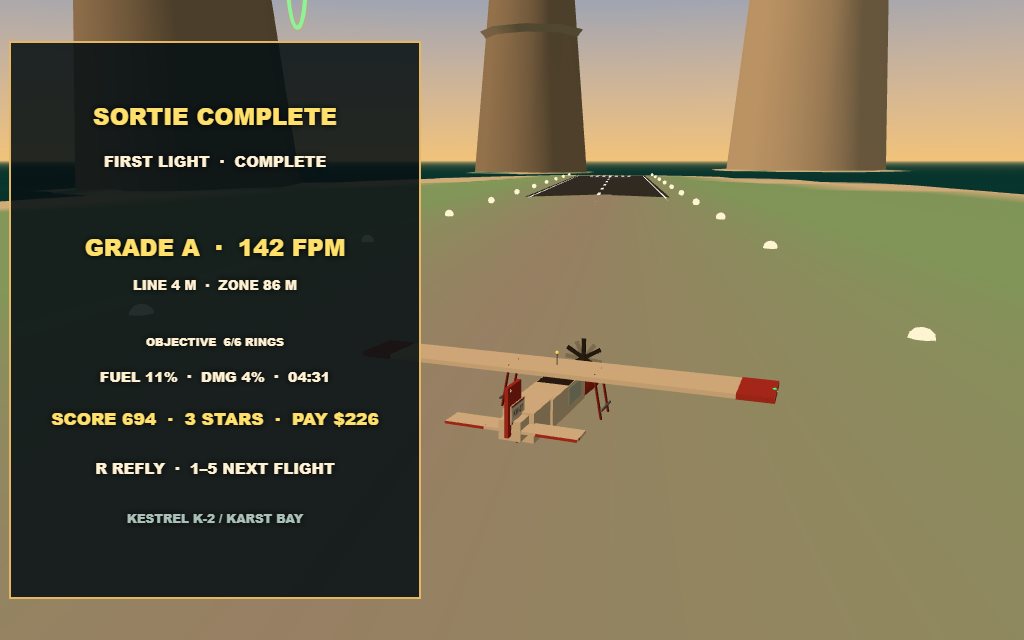 SORTIE COMPLETE
FIRST LIGHT · COMPLETE
GRADE A · 142 FPM
LINE 4 M · ZONE 86 M
OBJECTIVE 6/6 RINGS
FUEL 11% · DMG 4% · 04:31
SCORE 694 · 3 STARS · PAY $226
R REFLY · 1–5 NEXT FLIGHT
KESTREL K-2 / KARST BAY